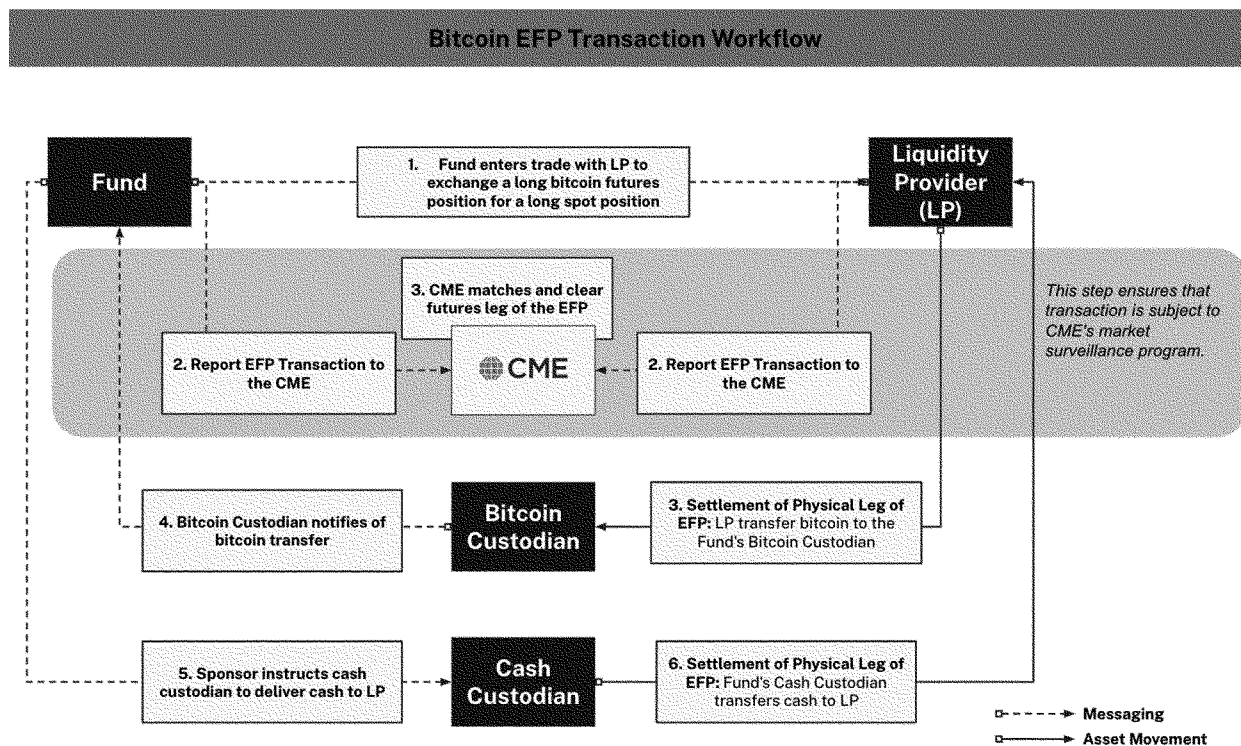 Bitcoin EFP Transaction Workflow
Fund
1. Fund enters trade with LP to
exchange a long bitcoin futures
position for a long spot position
Liquidity
Provider
(LP)
3. CME matches and clear
futures leg of the EFP
This step ensures that
transaction is subject to
CME's market
surveillance program.
2. Report EFP Transaction to
the CME
CME
2. Report EFP Transaction to
the CME
4. Bitcoin Custodian notifies of
bitcoin transfer
Bitcoin
Custodian
3. Settlement of Physical Leg of
EFP: LP transfer bitcoin to the
Fund's Bitcoin Custodian
5. Sponsor instructs cash
custodian to deliver cash to LP
Cash
Custodian
6. Settlement of Physical Leg of
EFP: Fund's Cash Custodian
transfers cash to LP
Messaging
Asset Movement